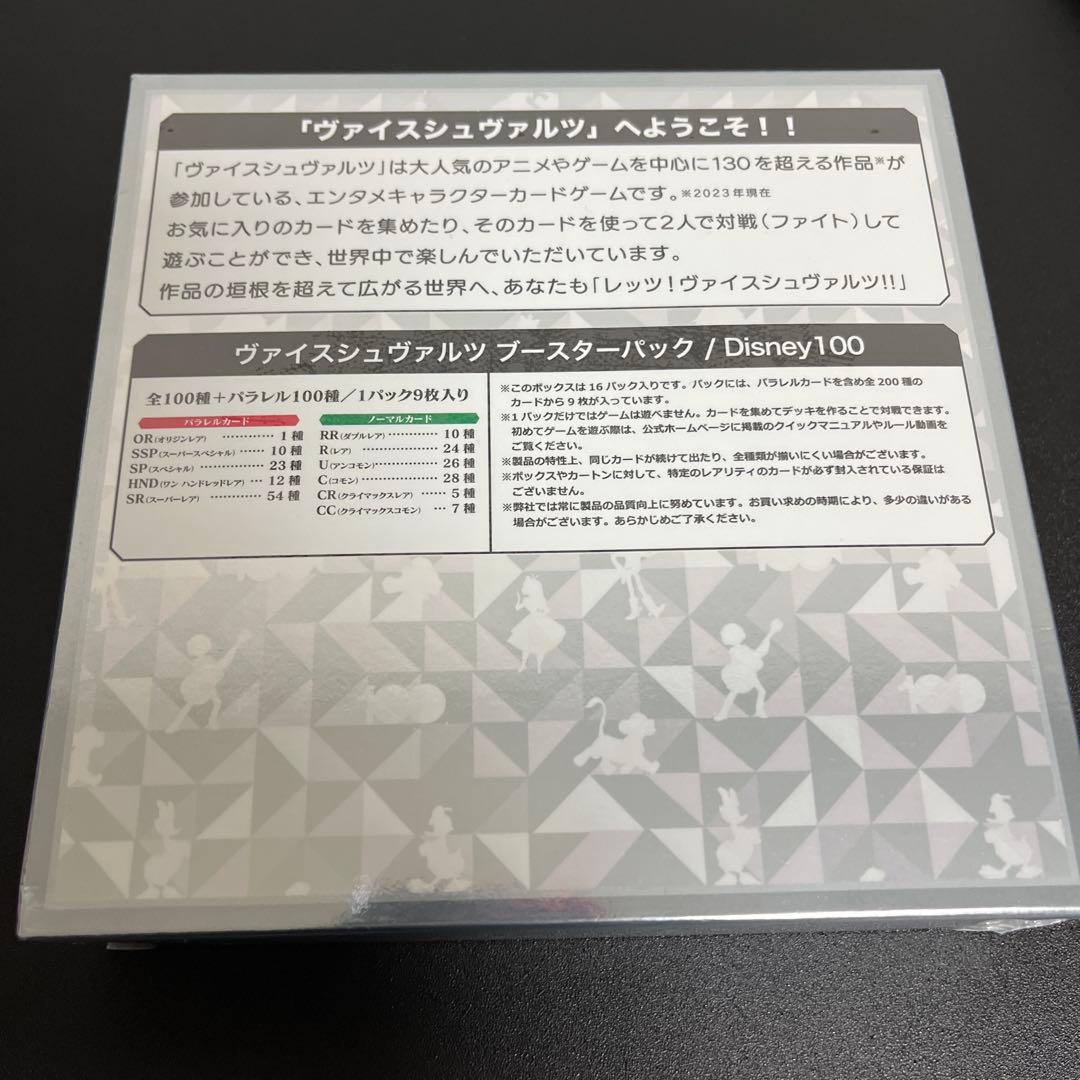 「ヴァイスシュヴァルツ」へようこそ！！
「ヴァイスシュヴァルツ」は大人気のアニメやゲームを中心に130を超える作品※が
参加している、エンタメキャラクターカードゲームです。※2023年現在
お気に入りのカードを集めたり、そのカードを使って2人で対戦（ファイト）して
遊ぶことができ、世界中で楽しんでいただいています。
作品の垣根を超えて広がる世界へ、あなたも「レッツ！ヴァイスシュヴァルツ!!」
ヴァイスシュヴァルツ ブースターパック / Disney100
全100種＋パラレル100種／1パック9枚入り
パラレルカード
OR(オリジンレア) ………… 1種
SSP(スーパースペシャル)… 10種
SP(スペシャル) ………… 23種
HND(ワン ハンドレッドレア)… 12種
SR(スーパーレア) ……… 54種
ノーマルカード
RR(ダブルレア)………… 10種
R(レア)……………… 24種
U(アンコモン)………… 26種
C(コモン)…………… 28種
CR(クライマックスレア) … 5種
CC(クライマックスコモン) … 7種
※このボックスは16パック入りです。パックには、パラレルカードを含め全200種の
カードから9枚が入っています。
※1パックだけではゲームは遊べません。カードを集めてデッキを作ることで対戦できます。
初めてゲームを遊ぶ際は、公式ホームページに掲載のクイックマニュアルやルール動画を
ご覧ください。
※製品の特性上、同じカードが続けて出たり、全種類が揃いにくい場合がございます。
※ボックスやカートンに対して、特定のレアリティのカードが必ず封入されている保証は
ございません。
※弊社では常に製品の品質向上に努めています。お買い求めの時期により、多少の違いがある
場合がございます。あらかじめご了承ください。